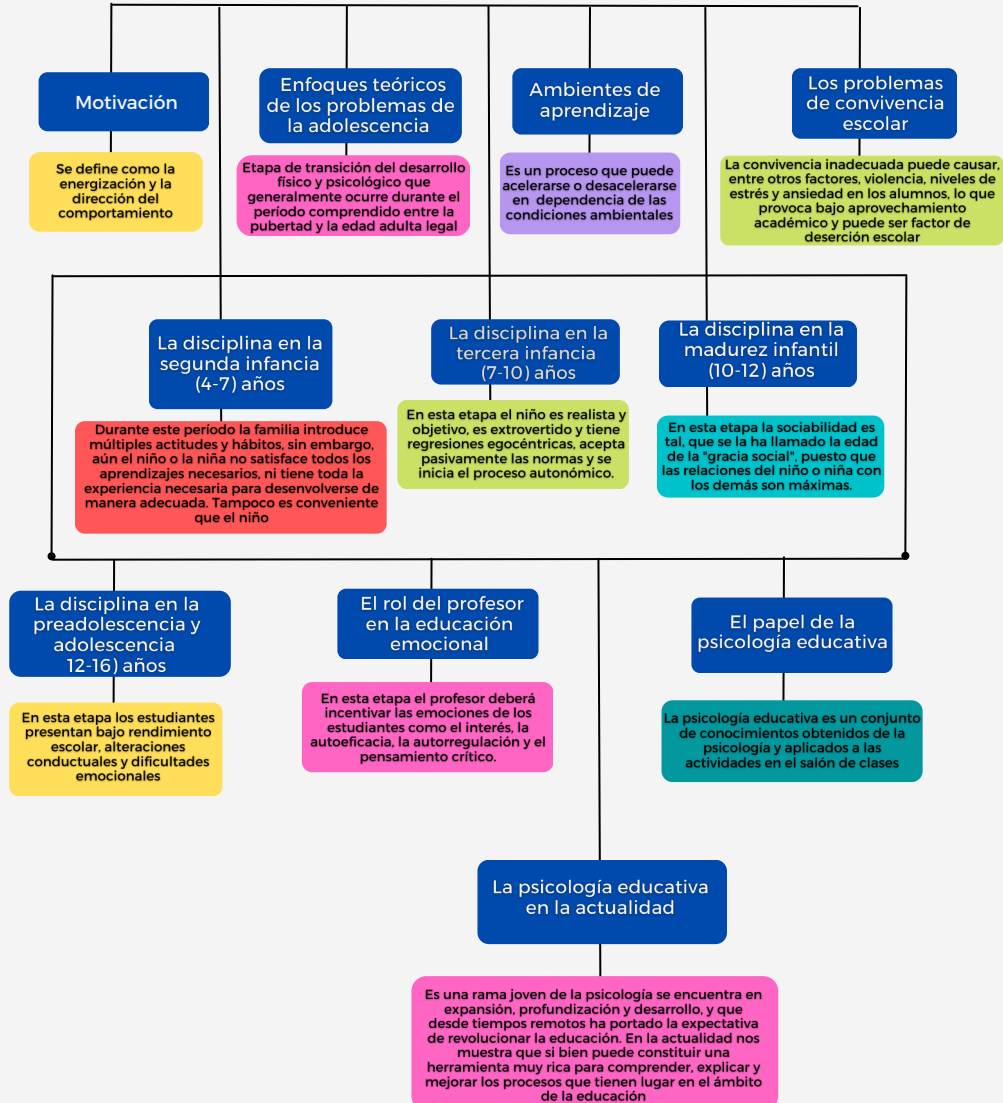 Motivación
Se define como la
energización y la
dirección del
comportamiento
Enfoques teóricos
de los problemas de
la adolescencia
Etapa de transición del desarrollo
físico y psicológico que
generalmente ocurre durante el
período comprendido entre la
pubertad y la edad adulta legal
Ambientes de
aprendizaje
Es un proceso que puede
acelerarse o desacelerarse
en dependencia de las
condiciones ambientales
Los problemas
de convivencia
escolar
La convivencia inadecuada puede causar,
entre otros factores, violencia, niveles de
estrés y ansiedad en los alumnos, lo que
provoca bajo aprovechamiento
académico y puede ser factor de
deserción escolar
La disciplina en la
segunda infancia
(4-7) años
Durante este período la familia introduce
múltiples actitudes y hábitos, sin embargo,
aún el niño o la niña no satisface todos los
aprendizajes necesarios, ni tiene toda la
experiencia necesaria para desenvolverse de
manera adecuada. Tampoco es conveniente
que el niño
La disciplina en la
tercera infancia
(7-10) años
En esta etapa el niño es realista y
objetivo, es extrovertido y tiene
regresiones egocéntricas, acepta
pasivamente las normas y se
inicia el proceso autonómico.
La disciplina en la
madurez infantil
(10-12) años
En esta etapa la sociabilidad es
tal, que se la ha llamado la edad
de la "gracia social", puesto que
las relaciones del niño o niña con
los demás son máximas.
La disciplina en la
preadolescencia y
adolescencia
12-16) años
En esta etapa los estudiantes
presentan bajo rendimiento
escolar, alteraciones
conductuales y dificultades
emocionales
El rol del profesor
en la educación
emocional
En esta etapa el profesor deberá
incentivar las emociones de los
estudiantes como el interés, la
autoeficacia, la autorregulación y el
pensamiento crítico.
El papel de la
psicología educativa
La psicología educativa es un conjunto
de conocimientos obtenidos de la
psicología y aplicados a las
actividades en el salón de clases
La psicología educativa
en la actualidad
Es una rama joven de la psicología se encuentra en
expansión, profundización y desarrollo, y que
desde tiempos remotos ha portado la expectativa
de revolucionar la educación. En la actualidad nos
muestra que si bien puede constituir una
herramienta muy rica para comprender, explicar y
mejorar los procesos que tienen lugar en el ámbito
de la educación